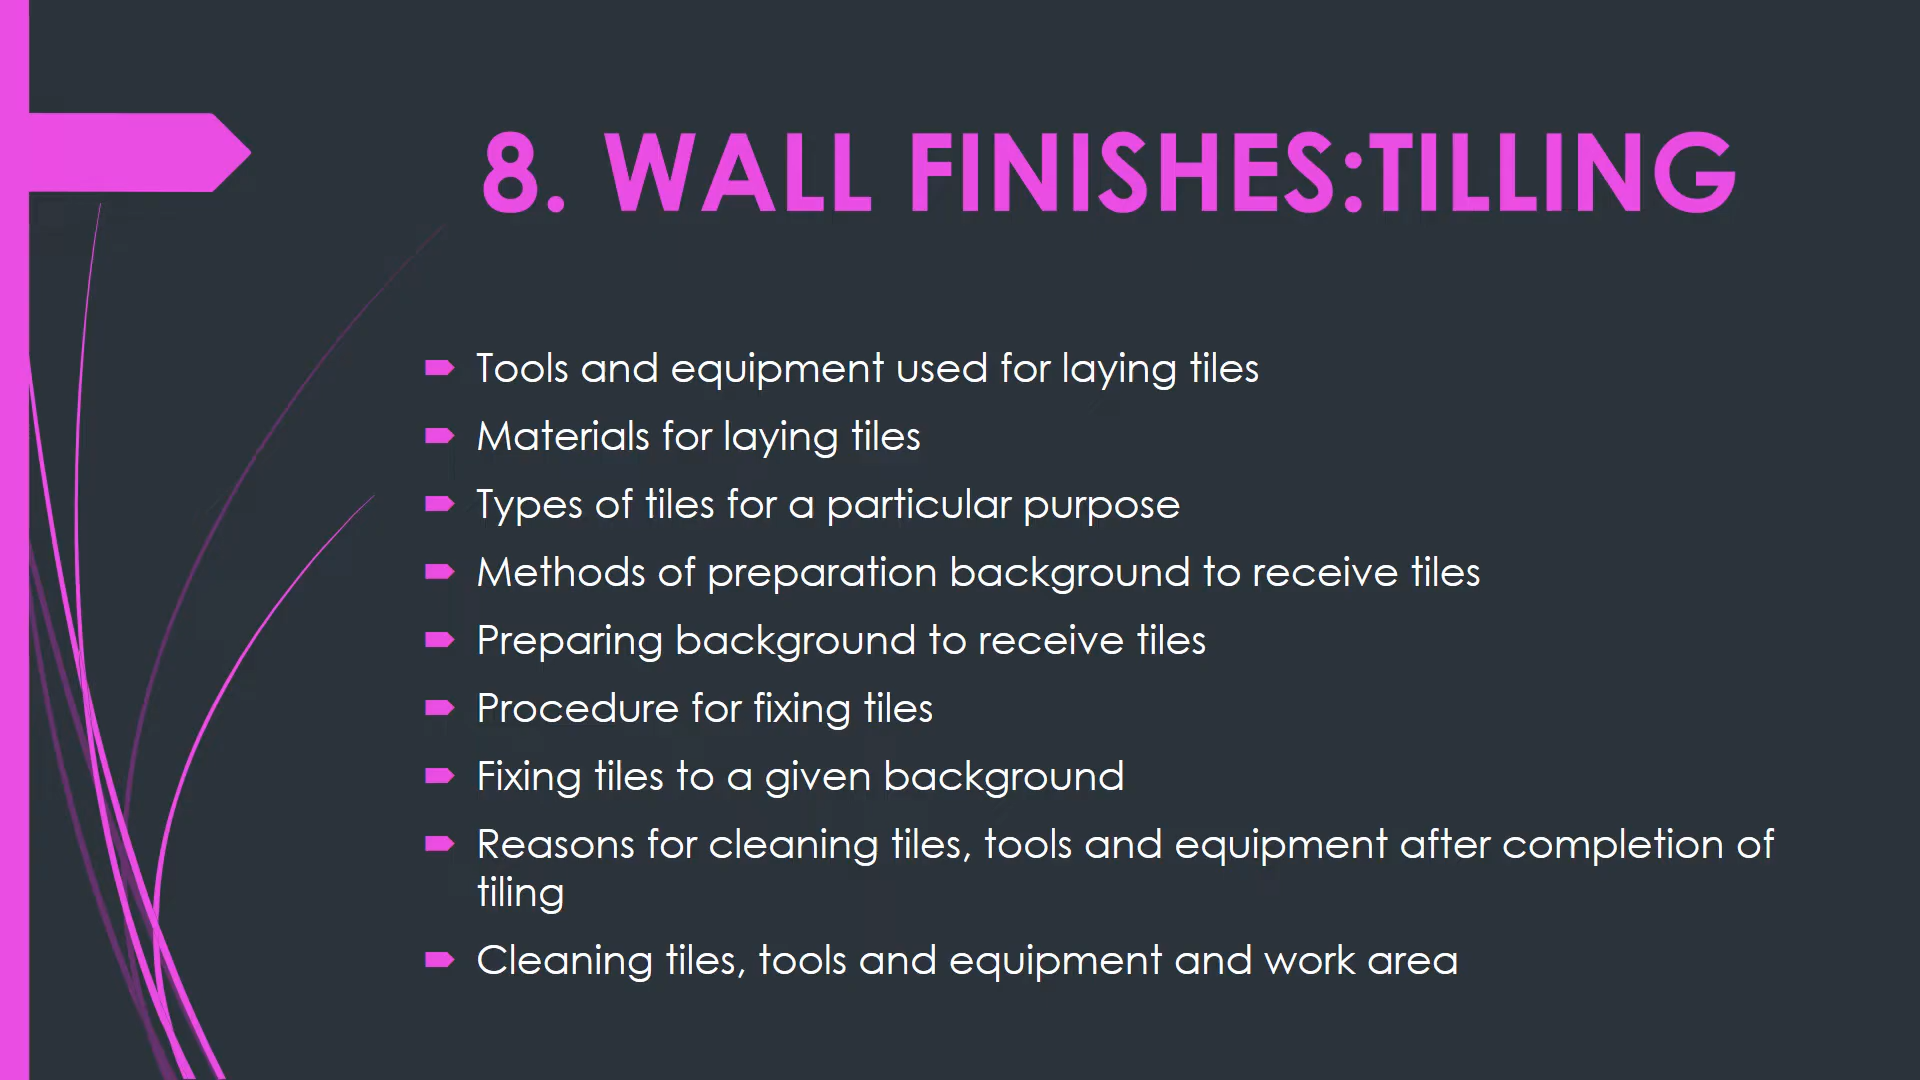 8. WALL FINISHES:TILLING
Tools and equipment used for laying tiles
Materials for laying tiles
Types of tiles for a particular purpose
Methods of preparation background to receive tiles
Preparing background to receive tiles
Procedure for fixing tiles
Fixing tiles to a given background
Reasons for cleaning tiles, tools and equipment after completion of
tiling
Cleaning tiles, tools and equipment and work area